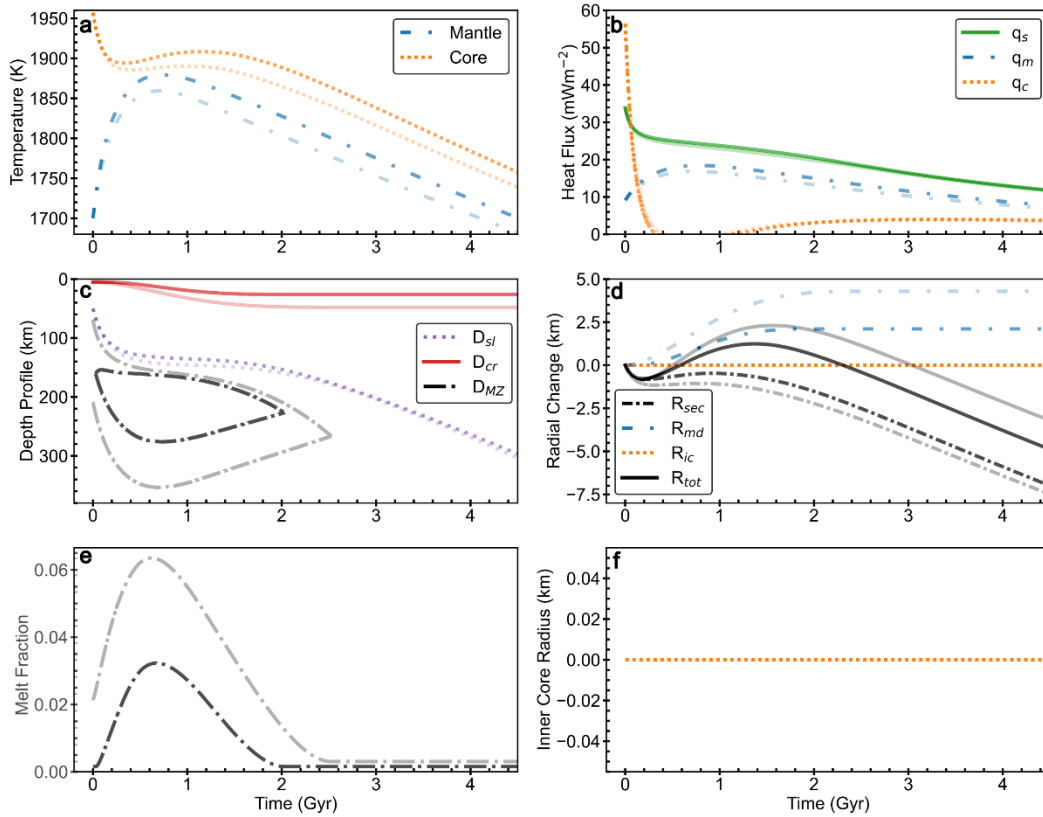 a
1950
1900
1850
1800
1750
1700
Temperature (K)
Mantle
Core
0
1
2
3
4
b
60
50
40
30
20
10
0
Heat Flux (mWm⁻²)
q_s
q_m
q_c
0
1
2
3
4
c
0
100
200
300
Depth Profile (km)
D_sl
D_cr
D_MZ
0
1
2
3
4
d
5.0
2.5
0.0
−2.5
−5.0
−7.5
Radial Change (km)
R_sec
R_md
R_ic
R_tot
0
1
2
3
4
e
0.06
0.04
0.02
0.00
Melt Fraction
0
1
2
3
4
Time (Gyr)
f
0.04
0.02
0.00
−0.02
−0.04
Inner Core Radius (km)
0
1
2
3
4
Time (Gyr)